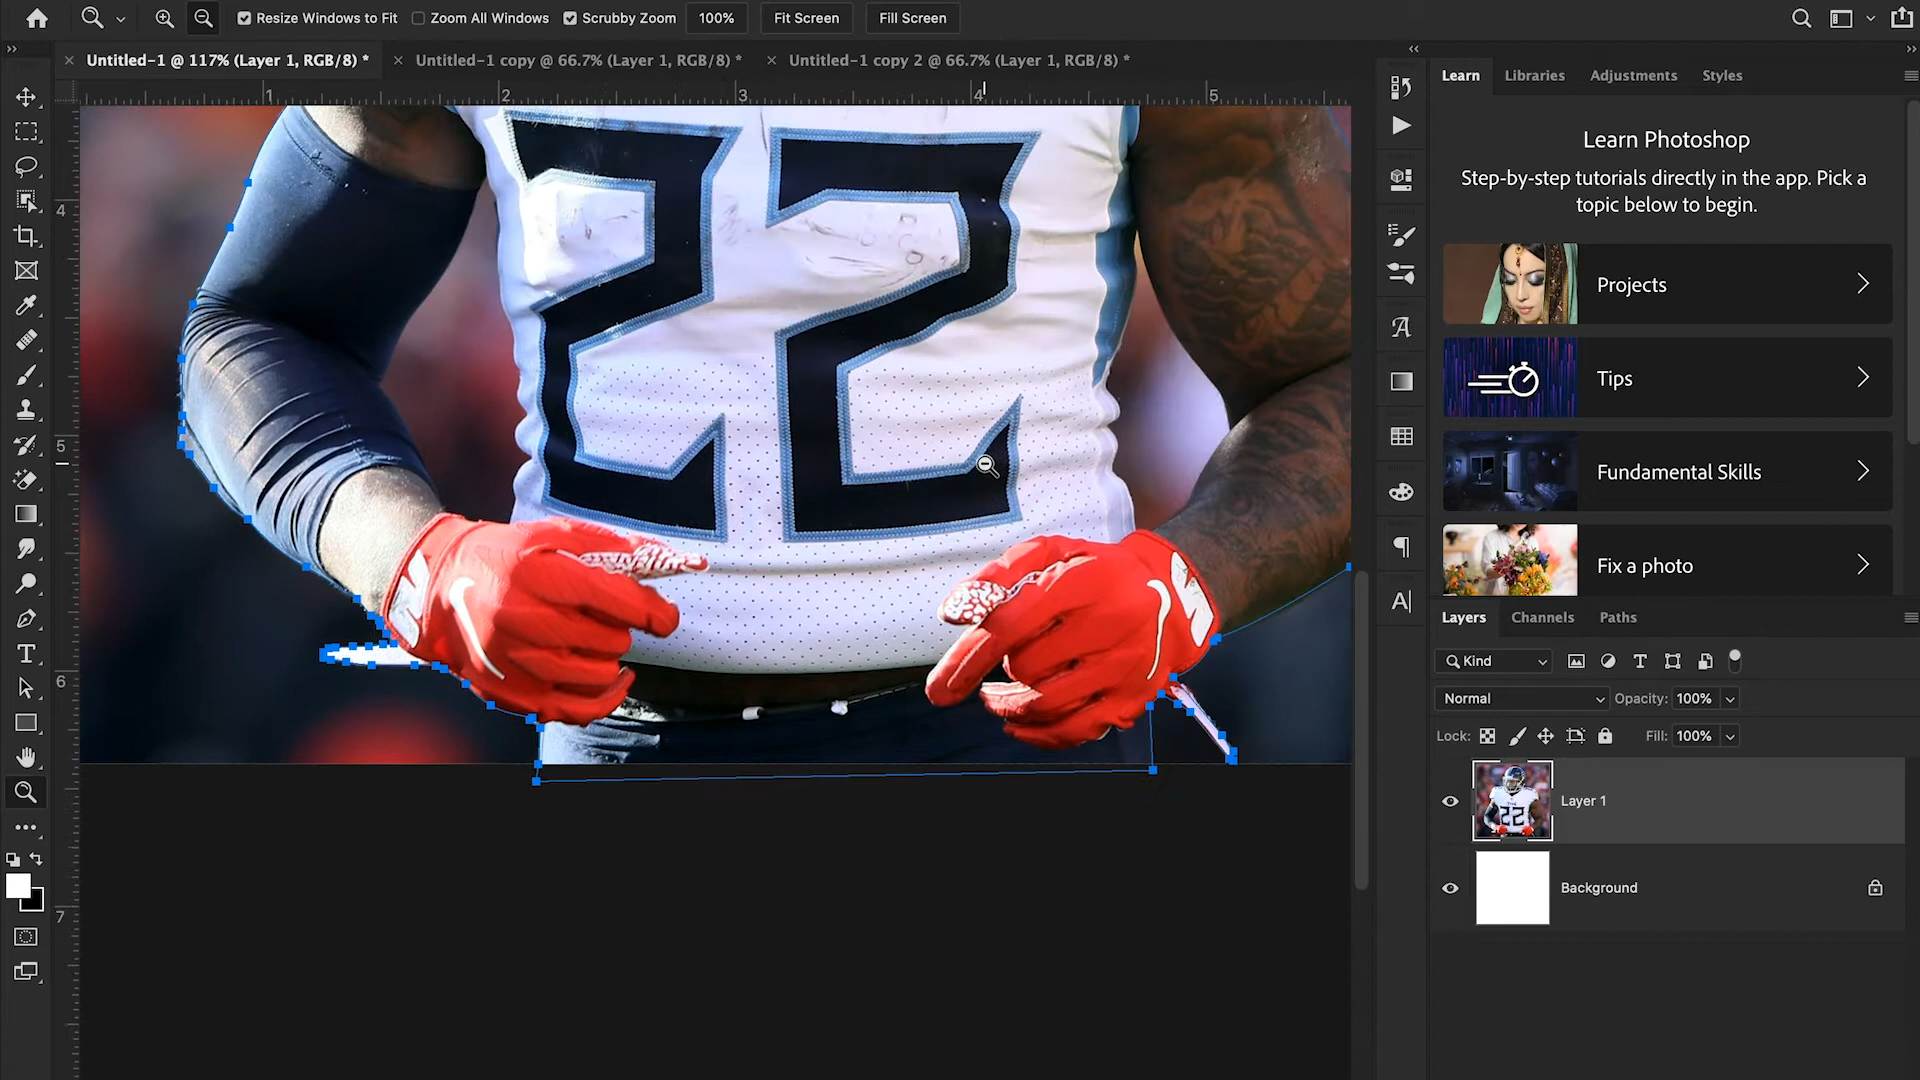 Resize Windows to Fit Zoom All Windows Scrubby Zoom 100% Fit Screen Fill Screen
Untitled-1 @ 117% (Layer 1, RGB/8) * Untitled-1 copy @ 66.7% (Layer 1, RGB/8) * Untitled-1 copy 2 @ 66.7% (Layer 1, RGB/8) *
1 2 3 4 5
4
5
6
7
22
Learn Libraries Adjustments Styles
Learn Photoshop
Step-by-step tutorials directly in the app. Pick a
topic below to begin.
Projects
Tips
Fundamental Skills
Fix a photo
Layers Channels Paths
Kind
Normal Opacity: 100%
Lock: Fill: 100%
Layer 1
Background